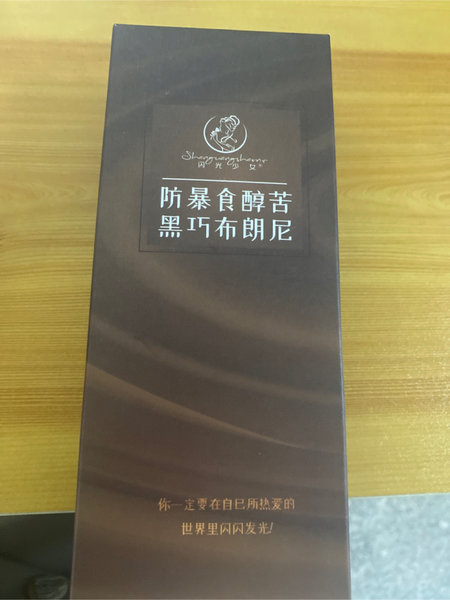 闪光少女®
防暴食醇苦
黑巧布朗尼
你一定要在自己所热爱的
世界里闪闪发光!